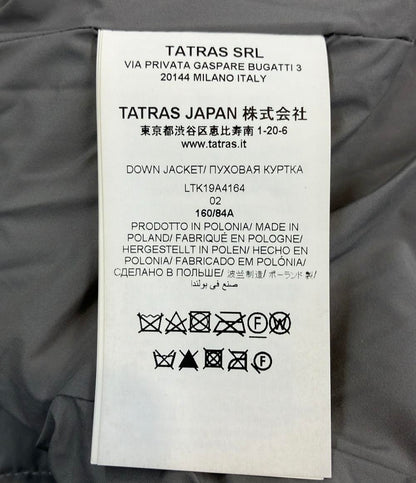 TATRAS SRL
VIA PRIVATA GASPARE BUGATTI 3
20144 MILANO ITALY
TATRAS JAPAN 株式会社
東京都渋谷区恵比寿南 1-20-6
www.tatras.it
DOWN JACKET/ ПУХОВАЯ КУРТКА
LTK19A4164
02
160/84A
PRODOTTO IN POLONIA/ MADE IN
POLAND/ FABRIQUÉ EN POLOGNE/
HERGESTELLT IN POLEN/ HECHO EN
POLONIA/ FABRICADO EM POLÓNIA/
СДЕЛАНО В ПОЛЬШЕ/ 波兰制造/ ポーランド製/
صنع في بولندا/
F W
F